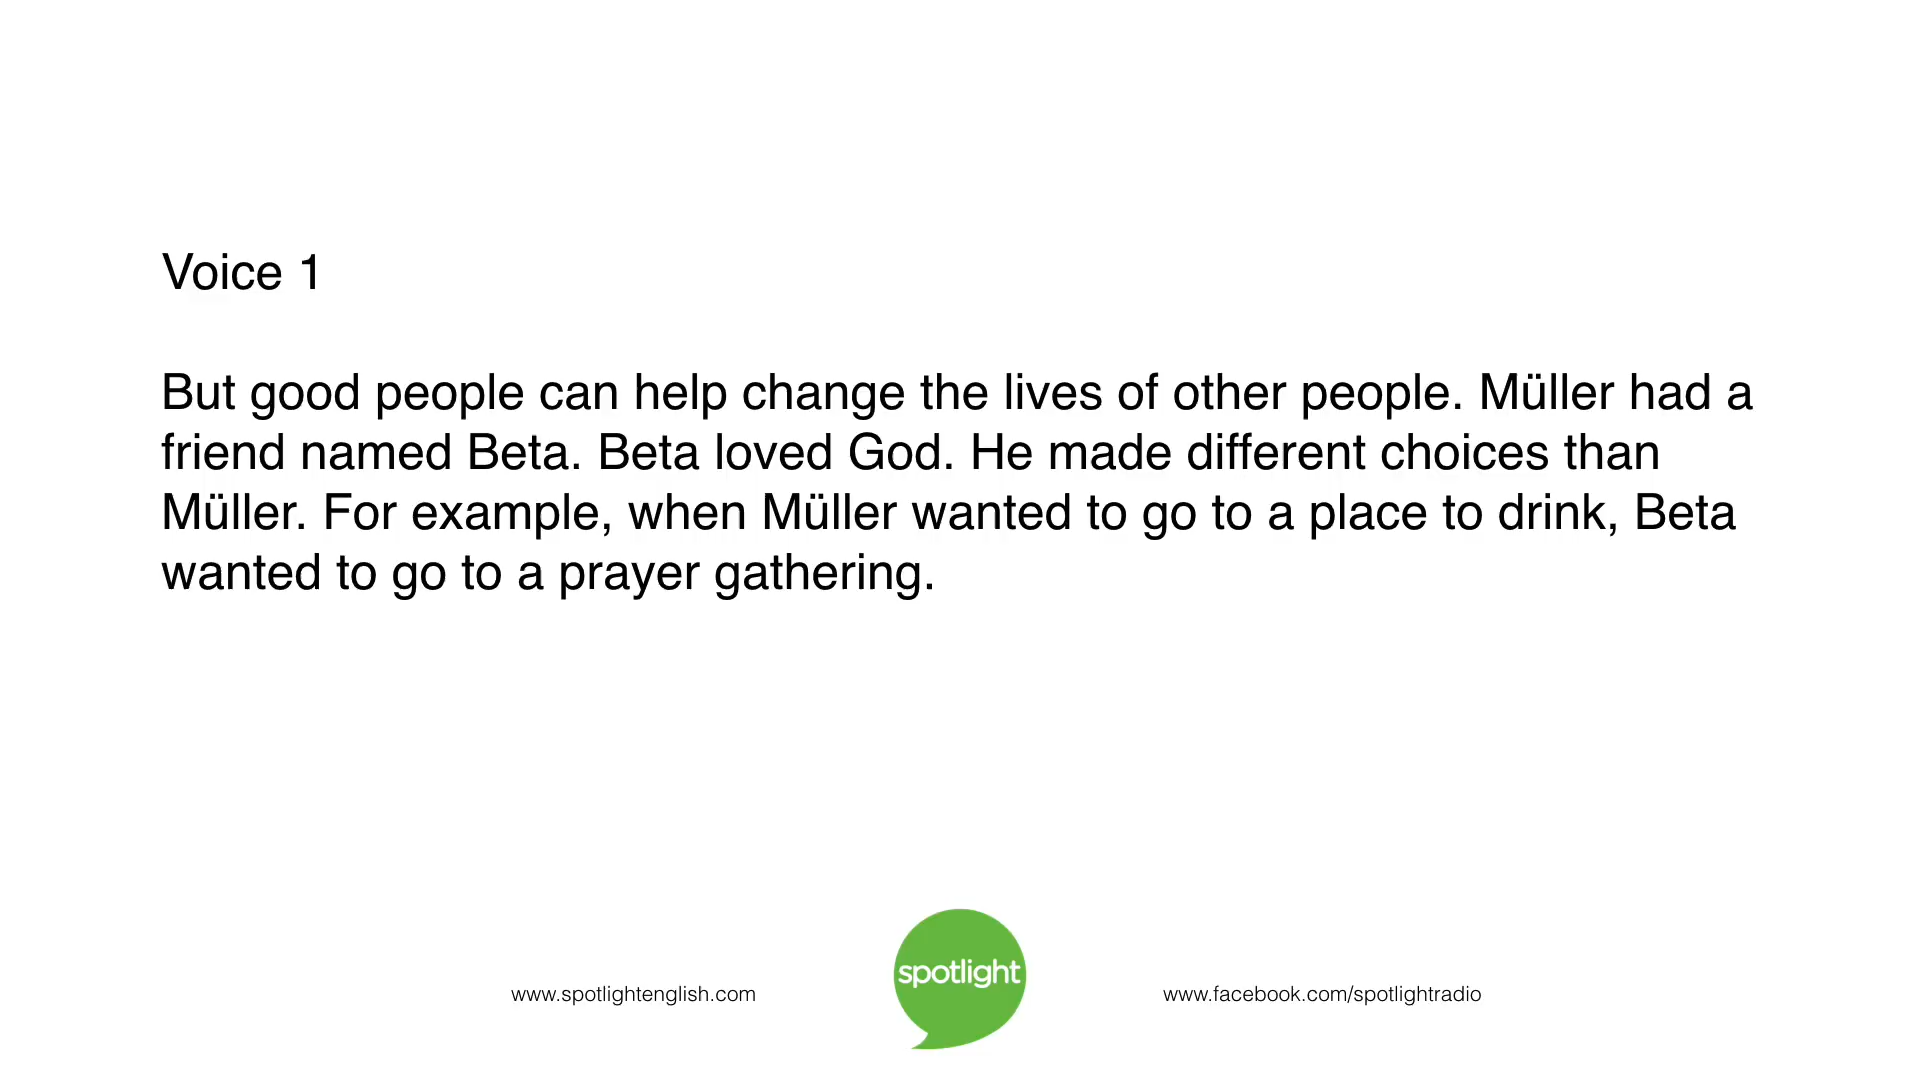 Voice 1
But good people can help change the lives of other people. Müller had a
friend named Beta. Beta loved God. He made different choices than
Müller. For example, when Müller wanted to go to a place to drink, Beta
wanted to go to a prayer gathering.
spotlight
www.spotlightenglish.com
www.facebook.com/spotlightradio